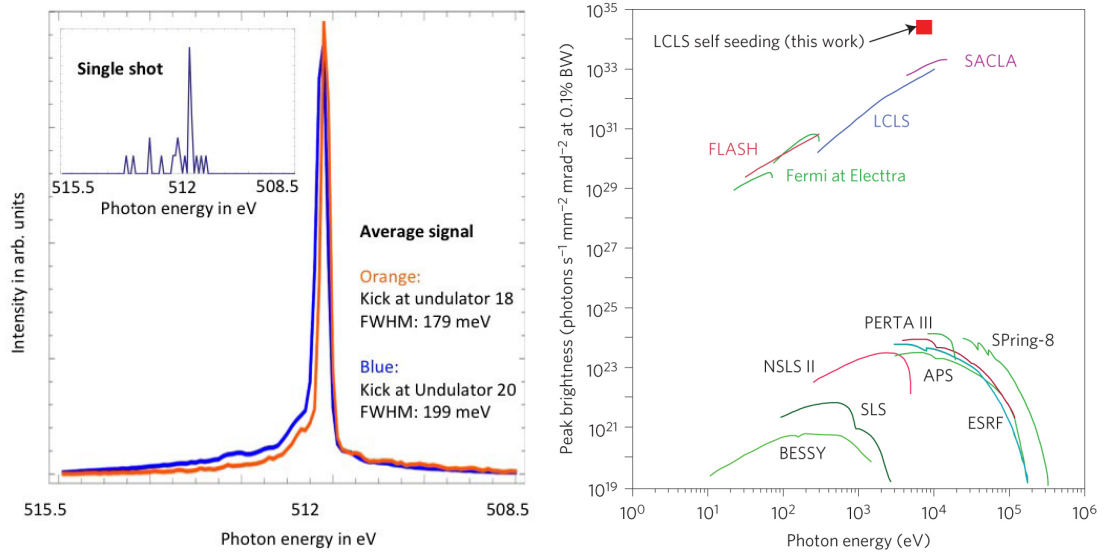 Single shot
515.5 512 508.5
Photon energy in eV
Intensity in arb. units
Average signal
Orange:
Kick at undulator 18
FWHM: 179 meV
Blue:
Kick at Undulator 20
FWHM: 199 meV
515.5 512 508.5
Photon energy in eV
Peak brightness (photons s⁻¹ mm⁻² mrad⁻² at 0.1% BW)
10³⁵
10³³
10³¹
10²⁹
10²⁷
10²⁵
10²³
10²¹
10¹⁹
LCLS self seeding (this work)
SACLA
LCLS
FLASH
Fermi at Electtra
PERTA III
SPring-8
NSLS II
APS
SLS
ESRF
BESSY
10⁰ 10¹ 10² 10³ 10⁴ 10⁵ 10⁶
Photon energy (eV)